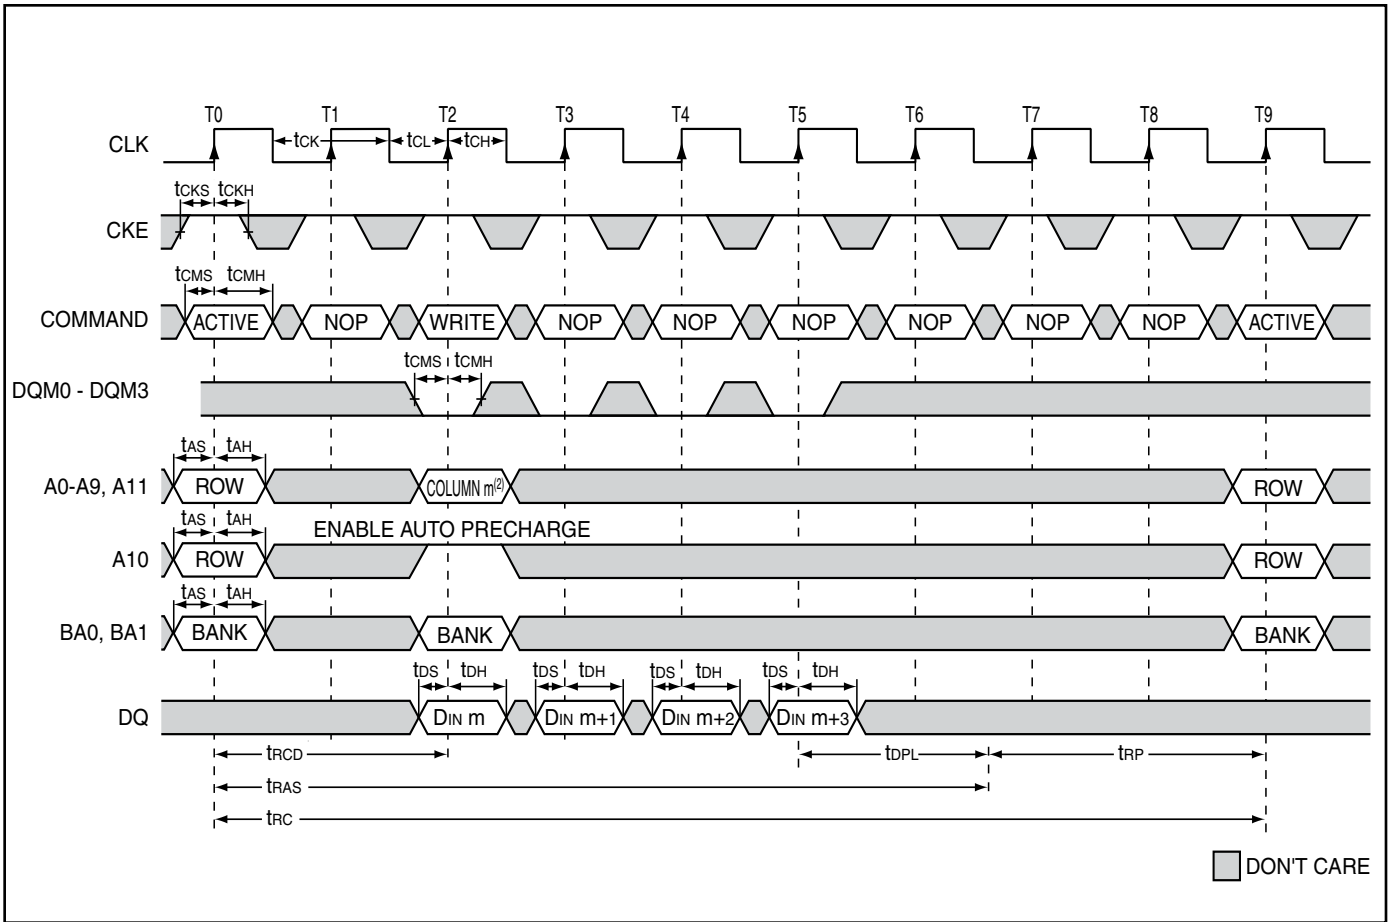 T0 T1 T2 T3 T4 T5 T6 T7 T8 T9
CLK tCK tCL tCH
tCKS tCKH
CKE
tCMS tCMH
COMMAND ACTIVE NOP WRITE NOP NOP NOP NOP NOP NOP ACTIVE
tCMS tCMH
DQM0 - DQM3
tAS tAH
A0-A9, A11 ROW COLUMN m(2) ROW
tAS tAH ENABLE AUTO PRECHARGE
A10 ROW ROW
tAS tAH
BA0, BA1 BANK BANK BANK
tDS tDH tDS tDH tDS tDH tDS tDH
DQ DIN m DIN m+1 DIN m+2 DIN m+3
tRCD tDPL tRP
tRAS
tRC
DON'T CARE